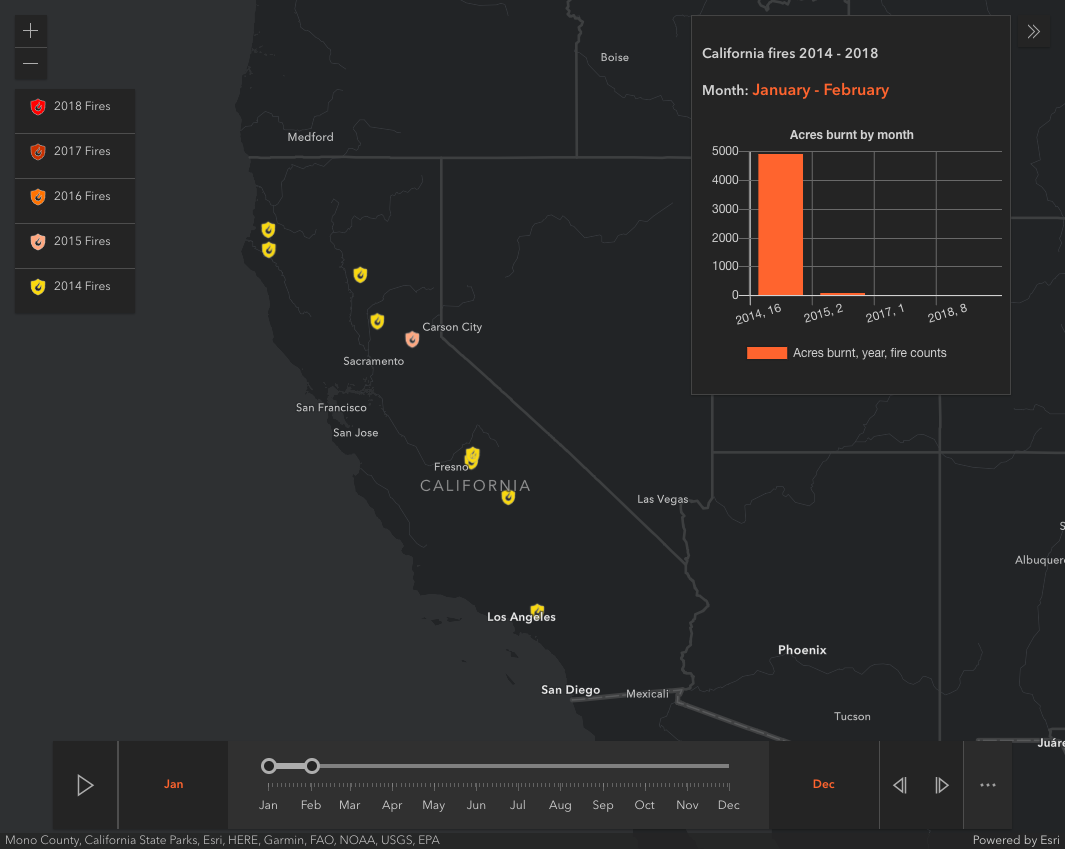 +
Boise
California fires 2014 - 2018
—
Month: January - February
2018 Fires
Medford
Acres burnt by month
2017 Fires
5000
4000
2016 Fires
3000
2015 Fires
2000
1000
2014 Fires
0
2014, 16
2015, 2
2017, 1
2018, 8
Acres burnt, year, fire counts
Carson City
Sacramento
San Francisco
San Jose
Fresno
CALIFORNIA
Las Vegas
S
Albuquer
Los Angeles
Phoenix
San Diego
Mexicali
Tucson
Juáre
Jan
Dec
...
Jan Feb Mar Apr May Jun Jul Aug Sep Oct Nov Dec
Mono County, California State Parks, Esri, HERE, Garmin, FAO, NOAA, USGS, EPA
Powered by Esri